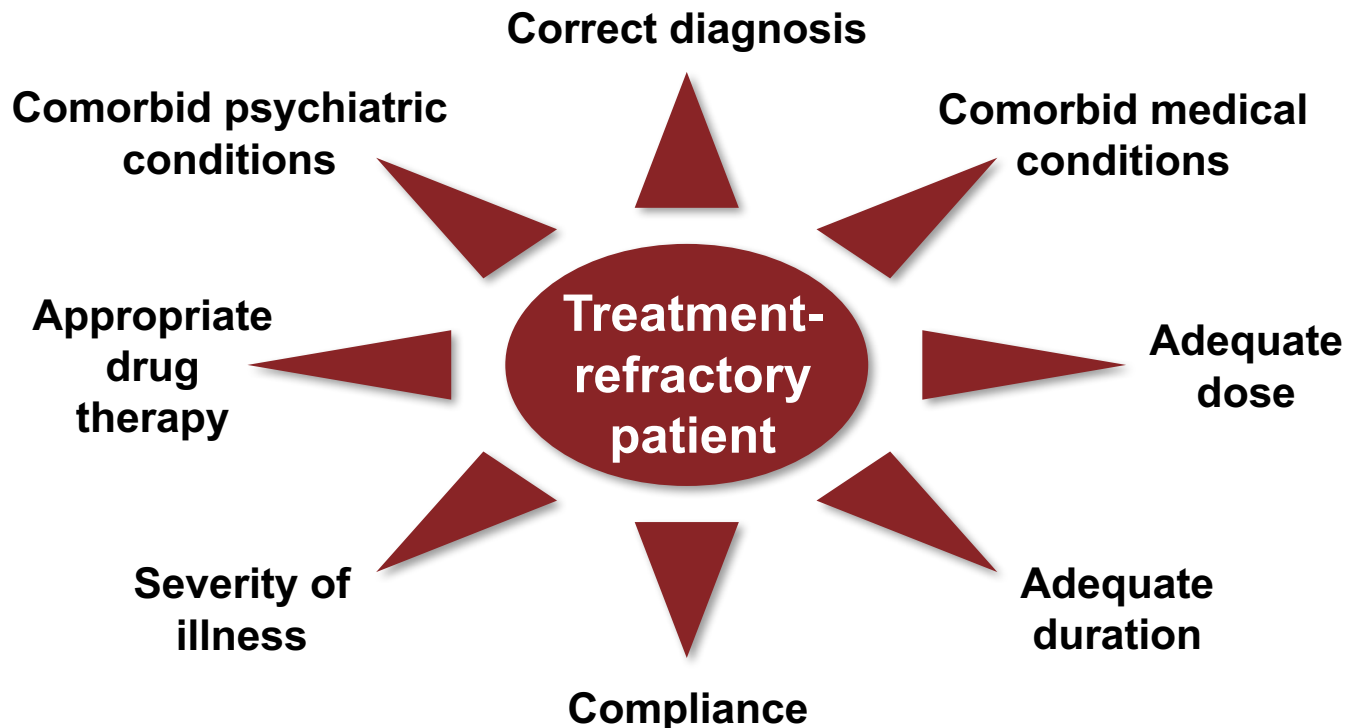 Correct diagnosis
Comorbid psychiatric
conditions
Comorbid medical
conditions
Appropriate
drug
therapy
Treatment-
refractory
patient
Adequate
dose
Severity of
illness
Adequate
duration
Compliance